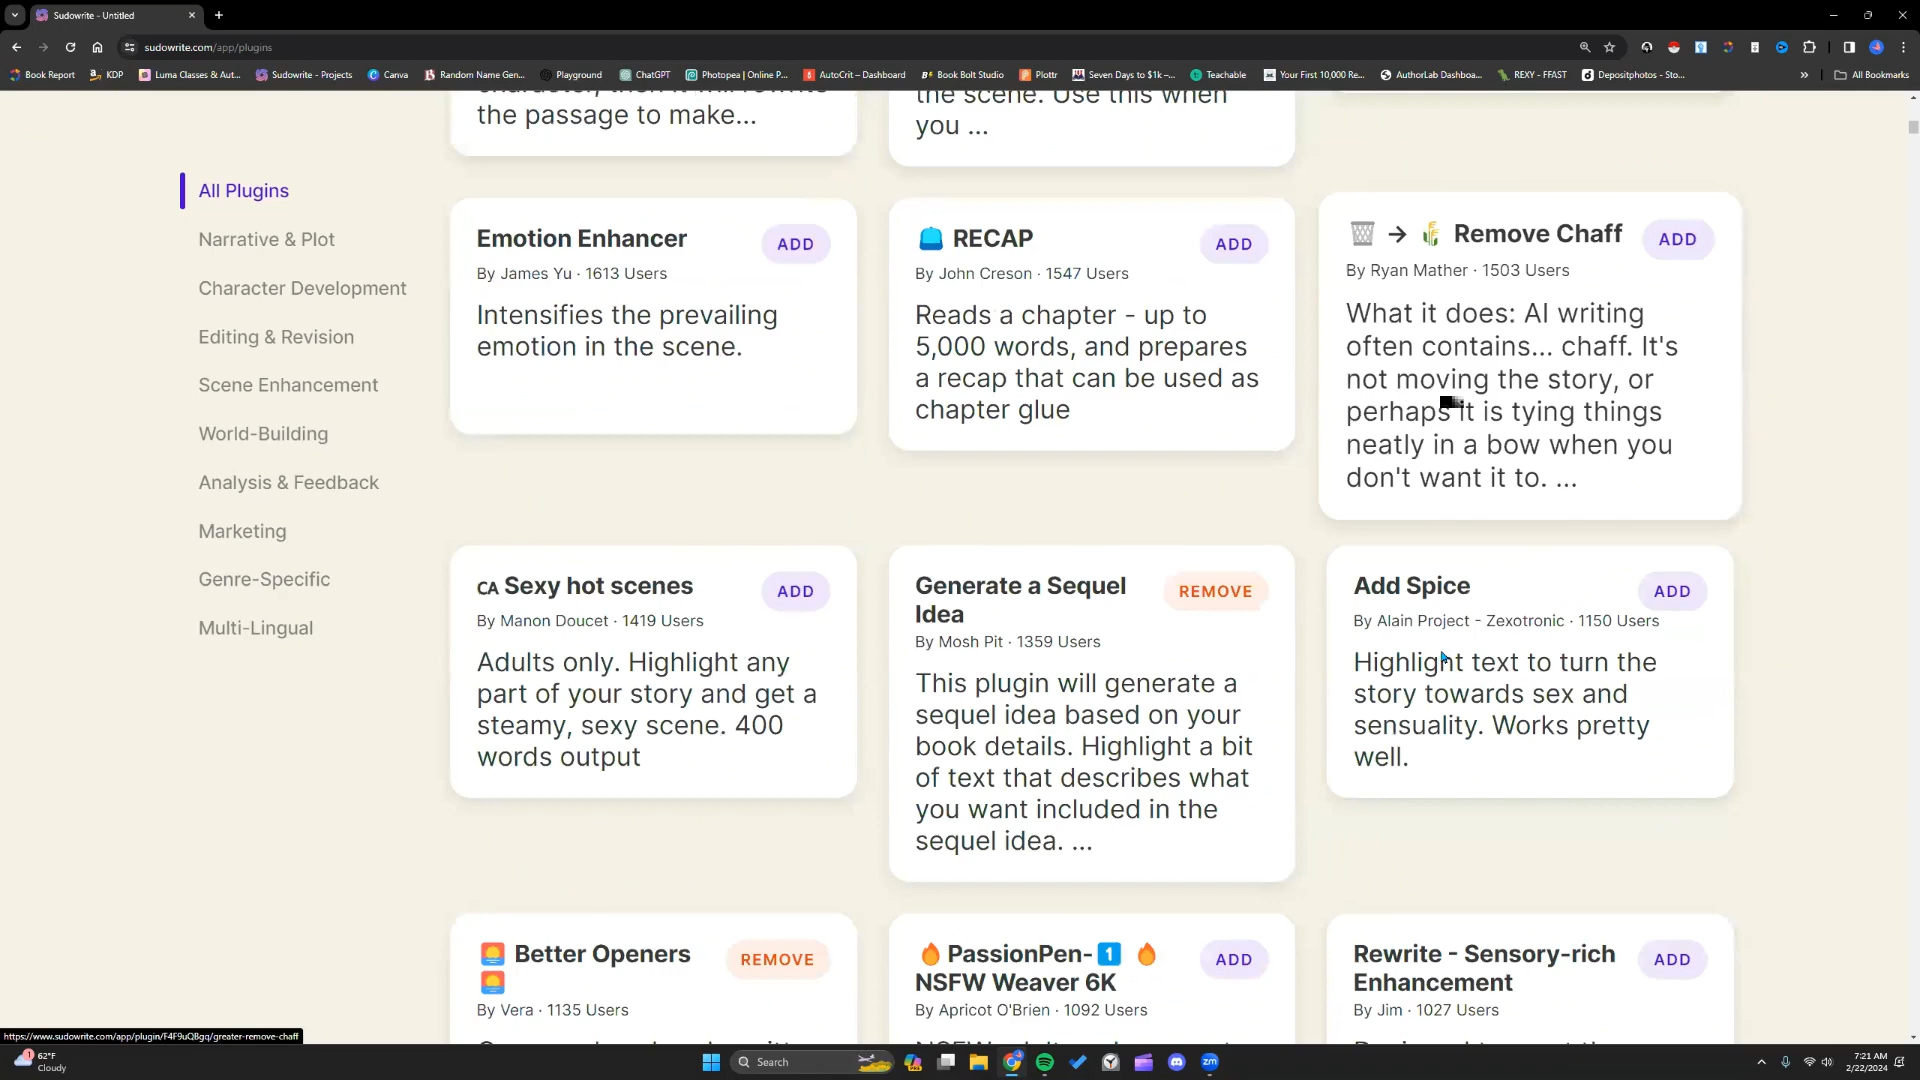 Sudowrite - Untitled
sudowrite.com/app/plugins
Book Report
KDP
Luma Classes & Aut...
Sudowrite - Projects
Canva
Random Name Gen...
Playground
ChatGPT
Photopea | Online P...
AutoCrit – Dashboard
Book Bolt Studio
Plottr
Seven Days to $1k –...
Teachable
Your First 10,000 Re...
AuthorLab Dashboa...
REXY - FFAST
Depositphotos - Sto...
All Bookmarks
the passage to make...
the scene. Use this when
you ...
All Plugins
Narrative & Plot
Character Development
Editing & Revision
Scene Enhancement
World-Building
Analysis & Feedback
Marketing
Genre-Specific
Multi-Lingual
Emotion Enhancer
ADD
By James Yu · 1613 Users
Intensifies the prevailing
emotion in the scene.
RECAP
ADD
By John Creson · 1547 Users
Reads a chapter - up to
5,000 words, and prepares
a recap that can be used as
chapter glue
🗑️ → 🌾 Remove Chaff
ADD
By Ryan Mather · 1503 Users
What it does: AI writing
often contains... chaff. It's
not moving the story, or
perhaps it is tying things
neatly in a bow when you
don't want it to. ...
CA Sexy hot scenes
ADD
By Manon Doucet · 1419 Users
Adults only. Highlight any
part of your story and get a
steamy, sexy scene. 400
words output
Generate a Sequel
Idea
REMOVE
By Mosh Pit · 1359 Users
This plugin will generate a
sequel idea based on your
book details. Highlight a bit
of text that describes what
you want included in the
sequel idea. ...
Add Spice
ADD
By Alain Project - Zexotronic · 1150 Users
Highlight text to turn the
story towards sex and
sensuality. Works pretty
well.
Better Openers
REMOVE
By Vera · 1135 Users
PassionPen- 1
NSFW Weaver 6K
ADD
By Apricot O'Brien · 1092 Users
Rewrite - Sensory-rich
Enhancement
ADD
By Jim · 1027 Users
https://www.sudowrite.com/app/plugin/F4F9uQBgq/greater-remove-chaff
1
62°F
Cloudy
Search
7:21 AM
2/22/2024